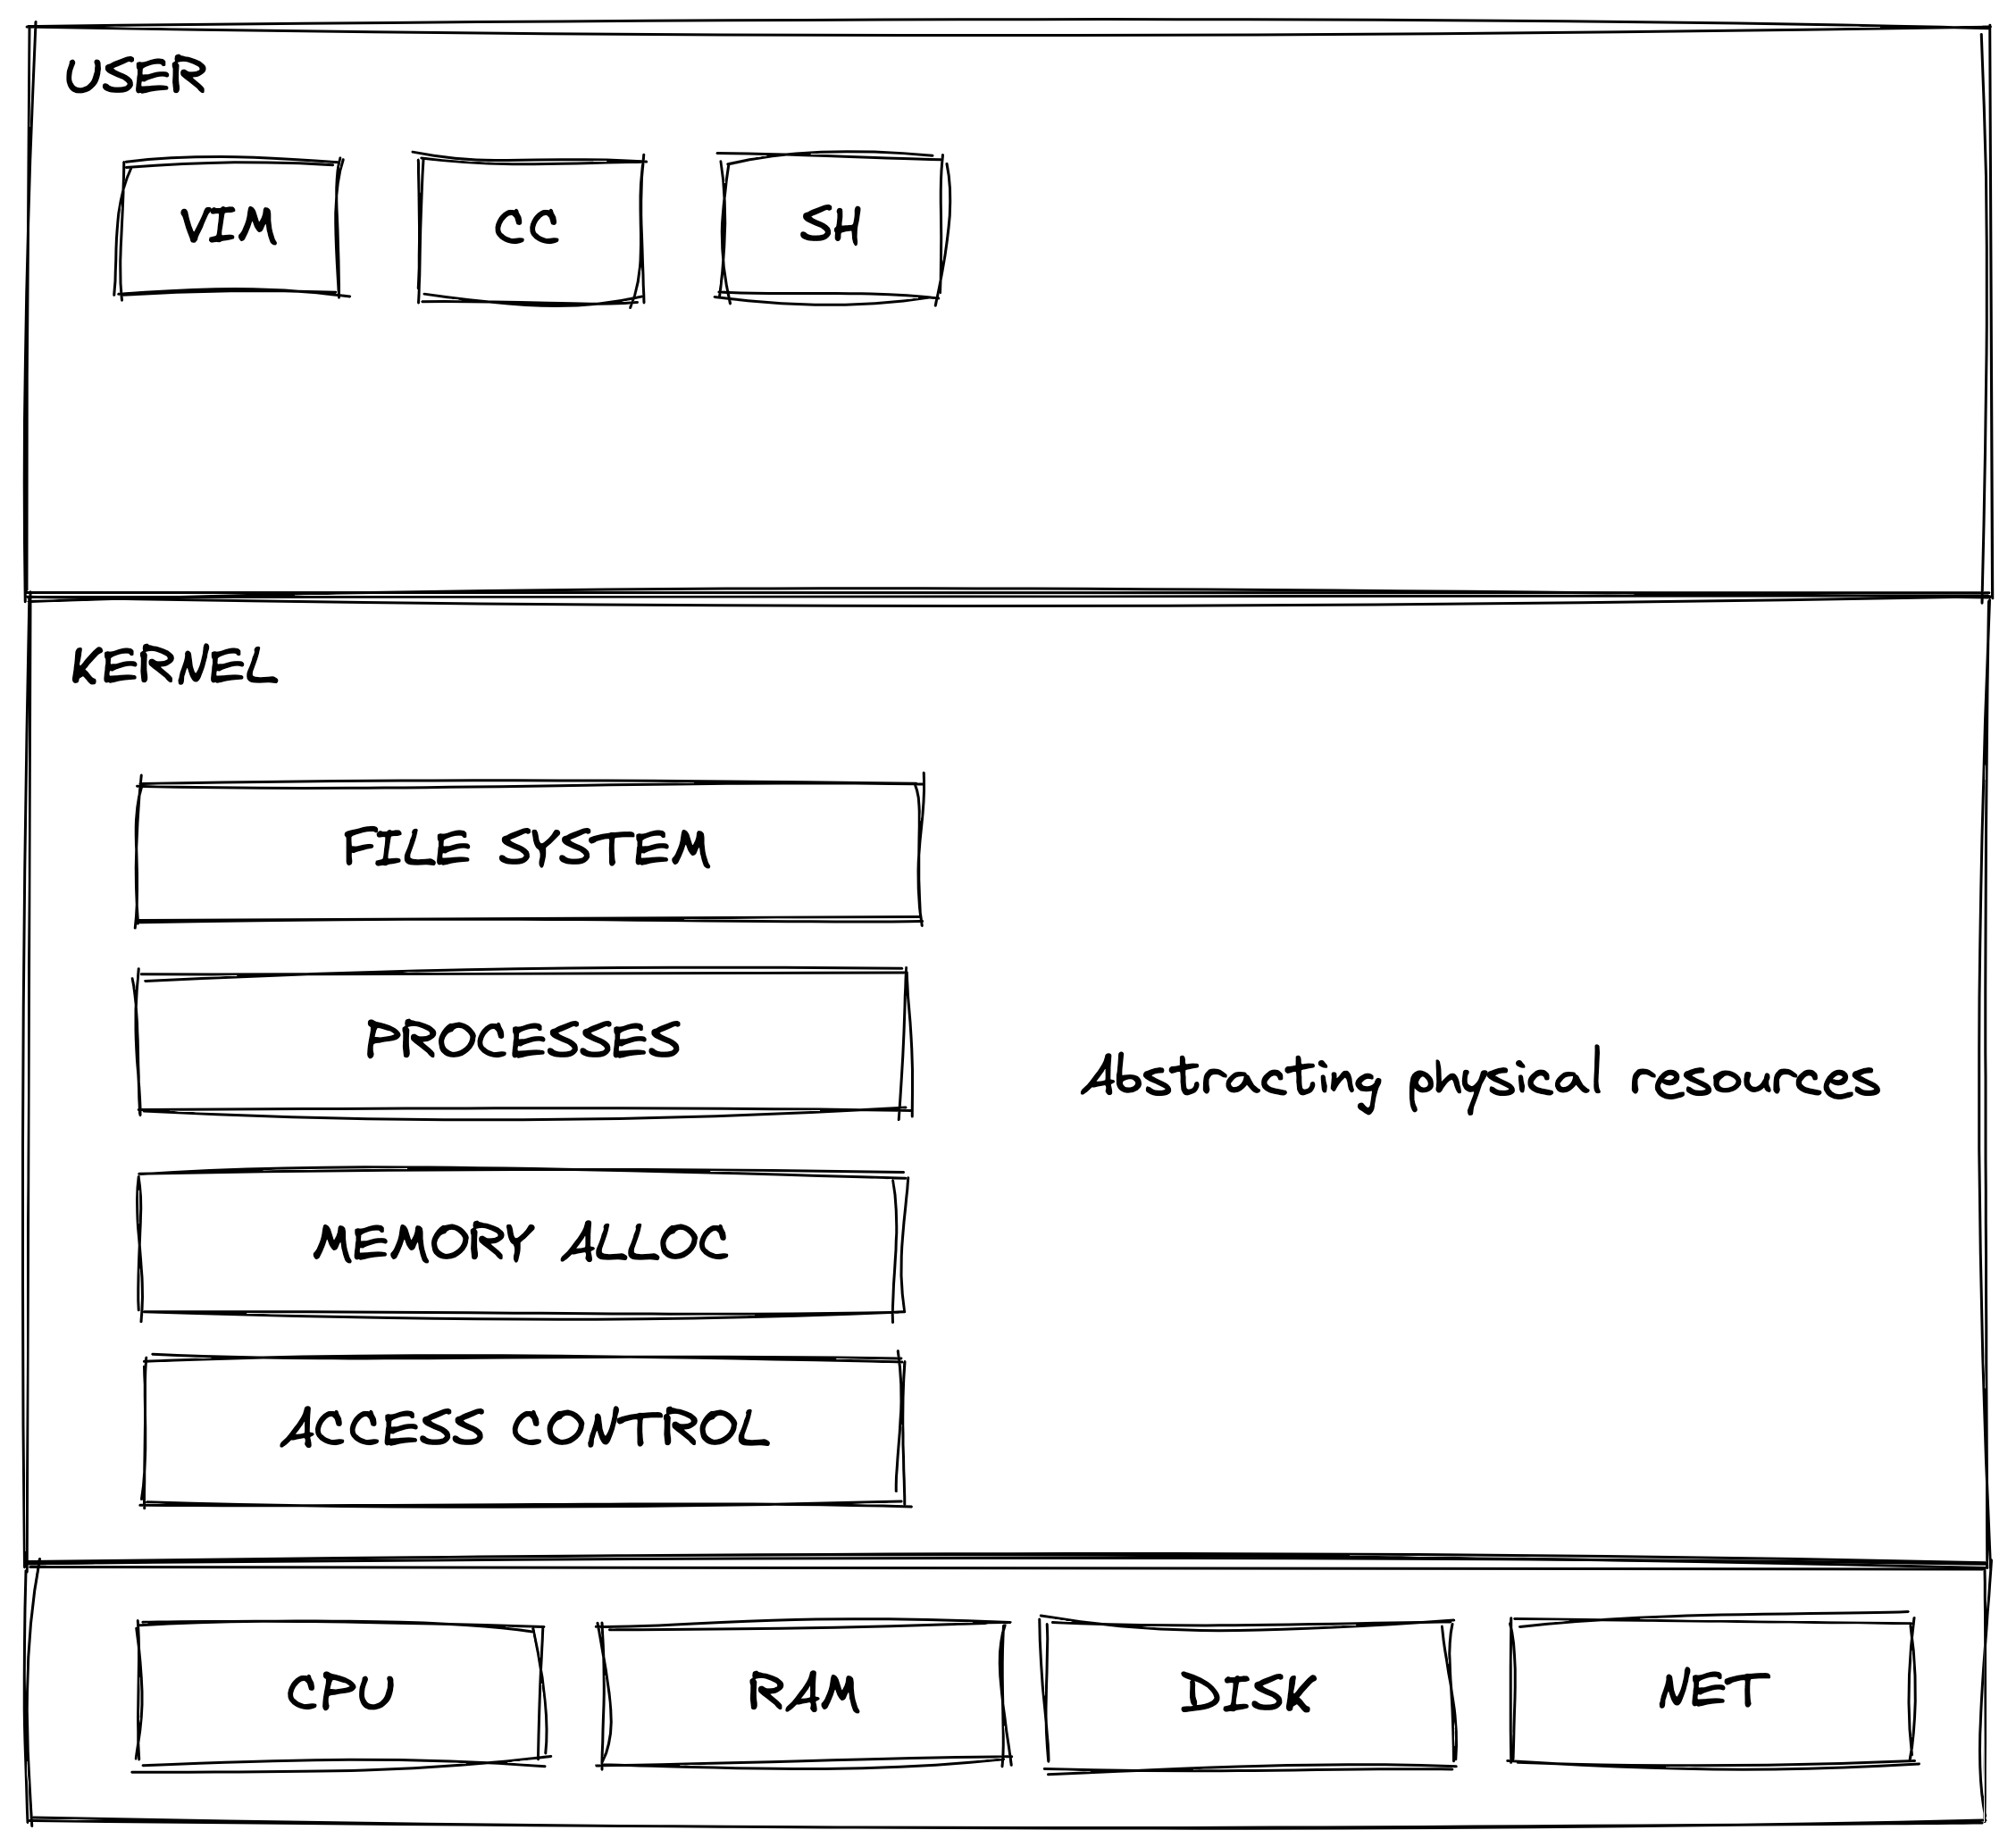 USER
VIM
CC
SH
KERNEL
FILE SYSTEM
PROCESSES
Abstracting physical resources
MEMORY ALLOC
ACCESS CONTROL
CPU
RAM
DISK
NET